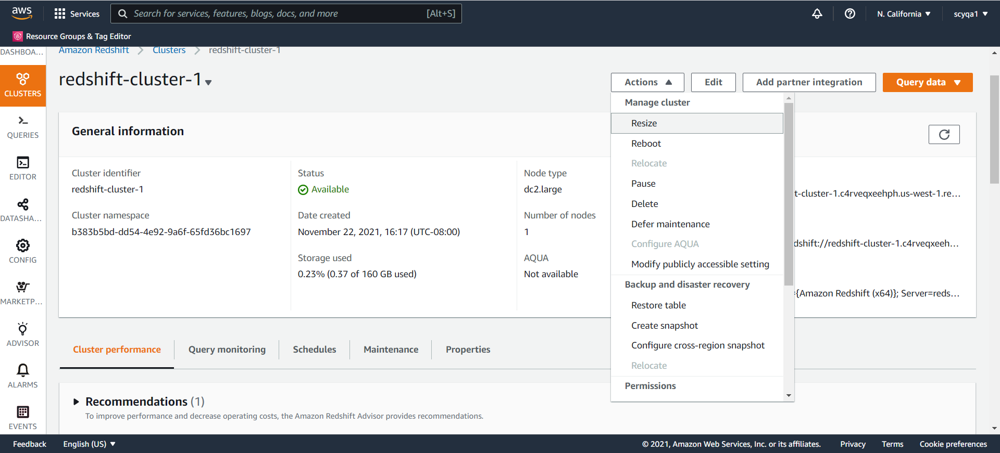 aws
Services
Search for services, features, blogs, docs, and more
[Alt+S]
N. California
scyqa1
Resource Groups & Tag Editor
DASHBOA...
CLUSTERS
QUERIES
EDITOR
DATASHA...
CONFIG
MARKETP...
ADVISOR
ALARMS
EVENTS
Amazon Redshift
Clusters
redshift-cluster-1
redshift-cluster-1
Actions
Edit
Add partner integration
Query data
Manage cluster
Resize
Reboot
Relocate
Pause
Delete
Defer maintenance
Configure AQUA
Modify publicly accessible setting
Backup and disaster recovery
Restore table
Create snapshot
Configure cross-region snapshot
Relocate
Permissions
General information
Cluster identifier
redshift-cluster-1
Cluster namespace
b383b5bd-dd54-4e92-9a6f-65fd36bc1697
Status
Available
Date created
November 22, 2021, 16:17 (UTC-08:00)
Storage used
0.23% (0.37 of 160 GB used)
Node type
dc2.large
Number of nodes
1
AQUA
Not available
t-cluster-1.c4rveqxeehph.us-west-1.re...
dshift://redshift-cluster-1.c4rveqxeeh...
={Amazon Redshift (x64)}; Server=reds...
Cluster performance
Query monitoring
Schedules
Maintenance
Properties
Recommendations (1)
To improve performance and decrease operating costs, the Amazon Redshift Advisor provides recommendations.
Feedback
English (US)
© 2021, Amazon Web Services, Inc. or its affiliates.
Privacy
Terms
Cookie preferences